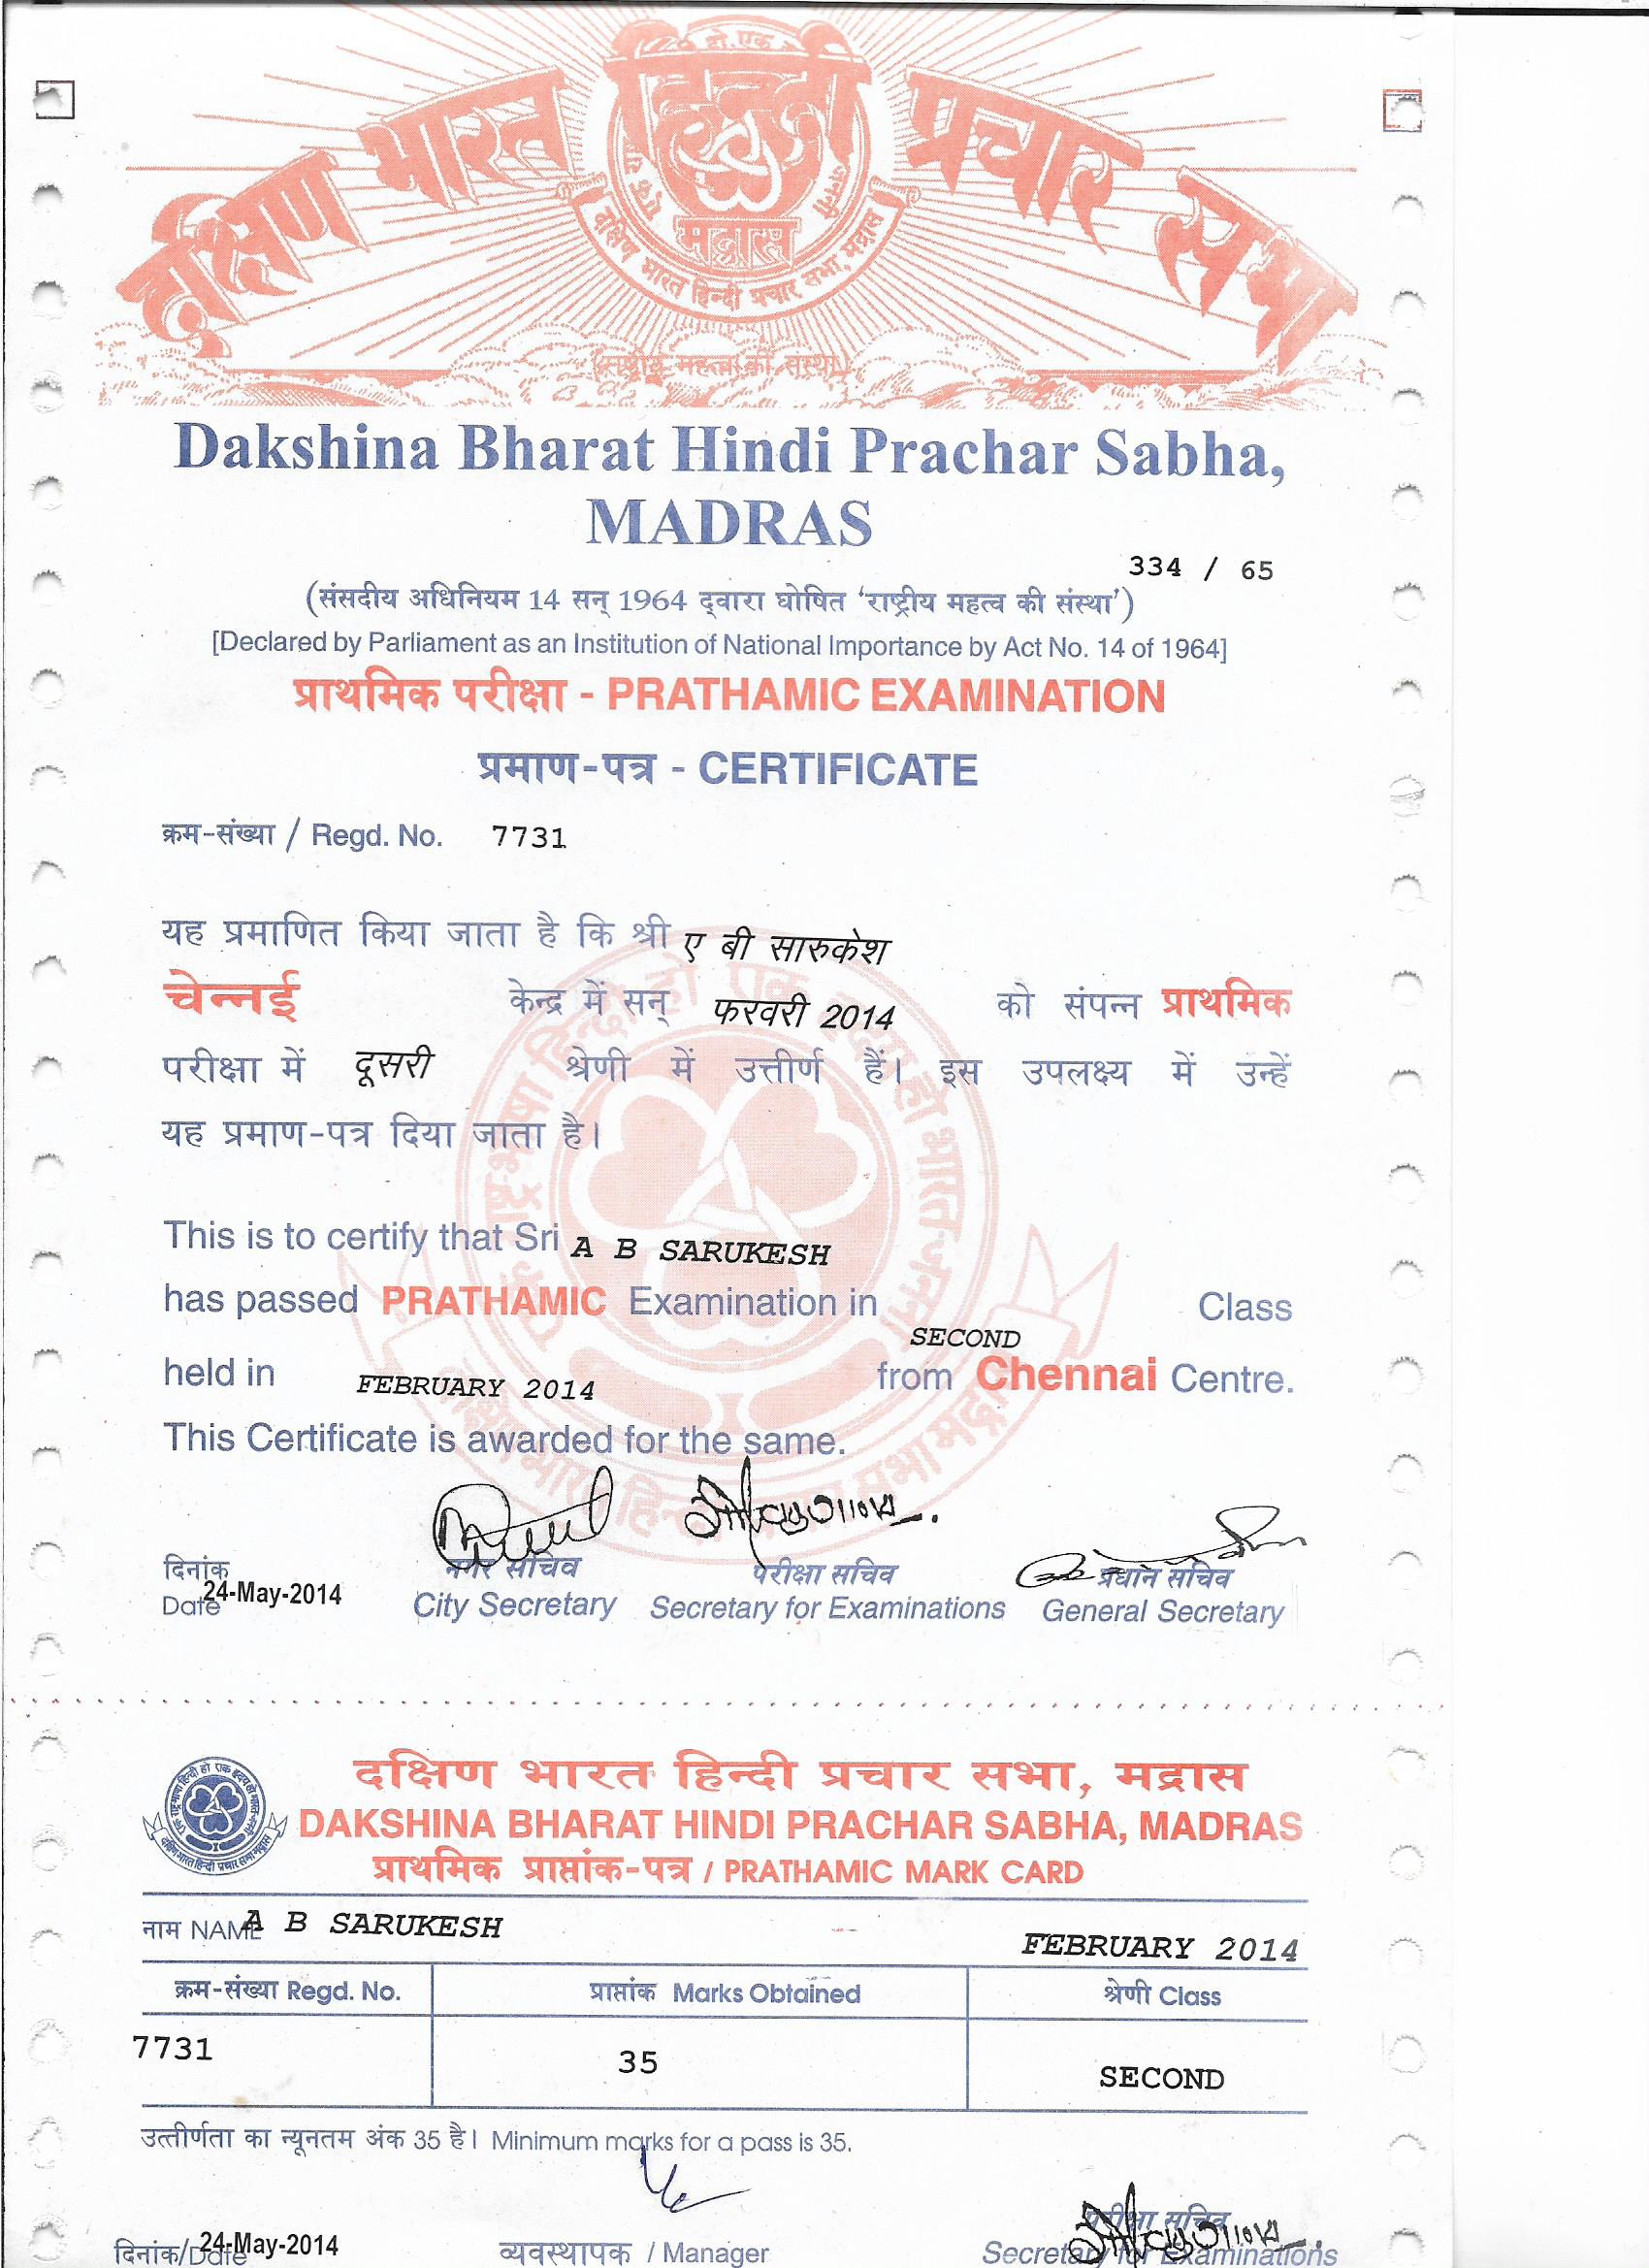 दक्षिण भारत हिन्दी प्रचार सभा
मद्रास
दक्षिण भारत हिन्दी प्रचार सभा, मद्रास
Dakshina Bharat Hindi Prachar Sabha,
MADRAS
334 / 65
(संसदीय अधिनियम 14 सन् 1964 द्वारा घोषित ‘राष्ट्रीय महत्व की संस्था’)
[Declared by Parliament as an Institution of National Importance by Act No. 14 of 1964]
प्राथमिक परीक्षा - PRATHAMIC EXAMINATION
प्रमाण-पत्र - CERTIFICATE
क्रम-संख्या / Regd. No. 7731
यह प्रमाणित किया जाता है कि श्री ए बी सारुकेश
चेन्नई केन्द्र में सन् फरवरी 2014 को संपन्न प्राथमिक
परीक्षा में दूसरी श्रेणी में उत्तीर्ण हैं। इस उपलक्ष्य में उन्हें
यह प्रमाण-पत्र दिया जाता है।
This is to certify that Sri A B SARUKESH
has passed PRATHAMIC Examination in SECOND Class
held in FEBRUARY 2014 from Chennai Centre.
This Certificate is awarded for the same.
दिनांक नगर सचिव परीक्षा सचिव प्रधान सचिव
Date 24-May-2014 City Secretary Secretary for Examinations General Secretary
दक्षिण भारत हिन्दी प्रचार सभा, मद्रास
DAKSHINA BHARAT HINDI PRACHAR SABHA, MADRAS
प्राथमिक प्राप्तांक-पत्र / PRATHAMIC MARK CARD
नाम NAME A B SARUKESH FEBRUARY 2014
क्रम-संख्या Regd. No. प्राप्तांक Marks Obtained श्रेणी Class
7731 35 SECOND
उत्तीर्णता का न्यूनतम अंक 35 है। Minimum marks for a pass is 35.
परीक्षा सचिव
दिनांक/Date 24-May-2014 व्यवस्थापक / Manager Secretary for Examinations